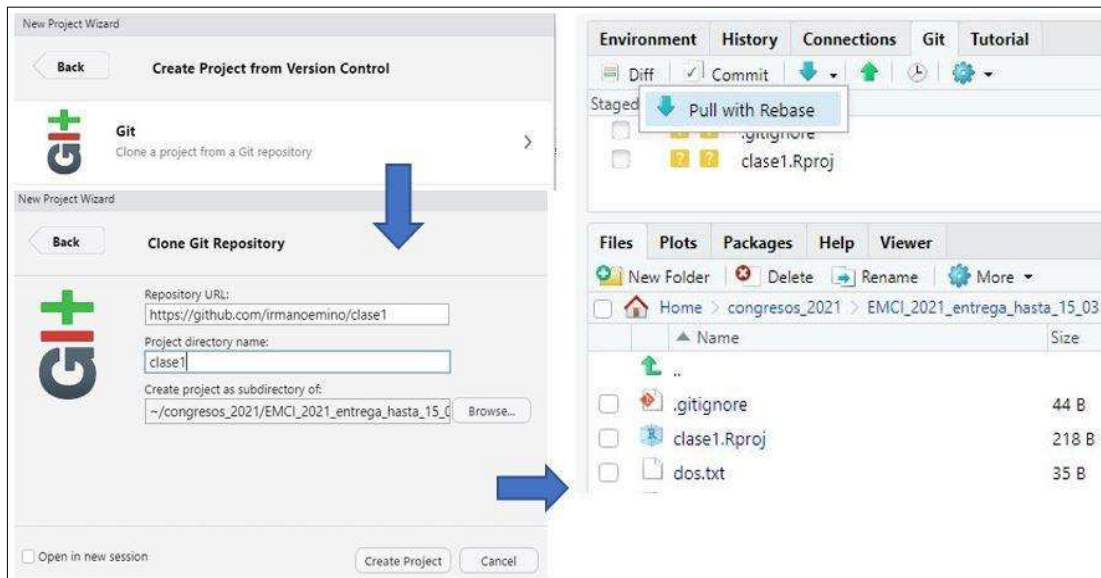 New Project Wizard
Back
Create Project from Version Control
git
Git
Clone a project from a Git repository
New Project Wizard
Back
Clone Git Repository
git
Repository URL:
https://github.com/irmanoemino/clase1
Project directory name:
clase1
Create project as subdirectory of:
~/congresos_2021/EMCI_2021_entrega_hasta_15_0
Browse...
Open in new session
Create Project
Cancel
Environment History Connections Git Tutorial
Diff Commit
Staged
Pull with Rebase
.gitignore
? ? clase1.Rproj
Files Plots Packages Help Viewer
New Folder Delete Rename More
Home > congresos_2021 > EMCI_2021_entrega_hasta_15_03
Name Size
..
.gitignore 44 B
clase1.Rproj 218 B
dos.txt 35 B